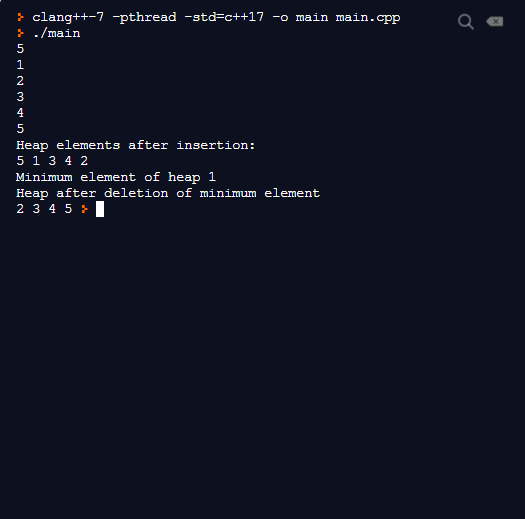 clang++-7 -pthread -std=c++17 -o main main.cpp
./main
5
1
2
3
4
5
Heap elements after insertion:
5 1 3 4 2
Minimum element of heap 1
Heap after deletion of minimum element
2 3 4 5